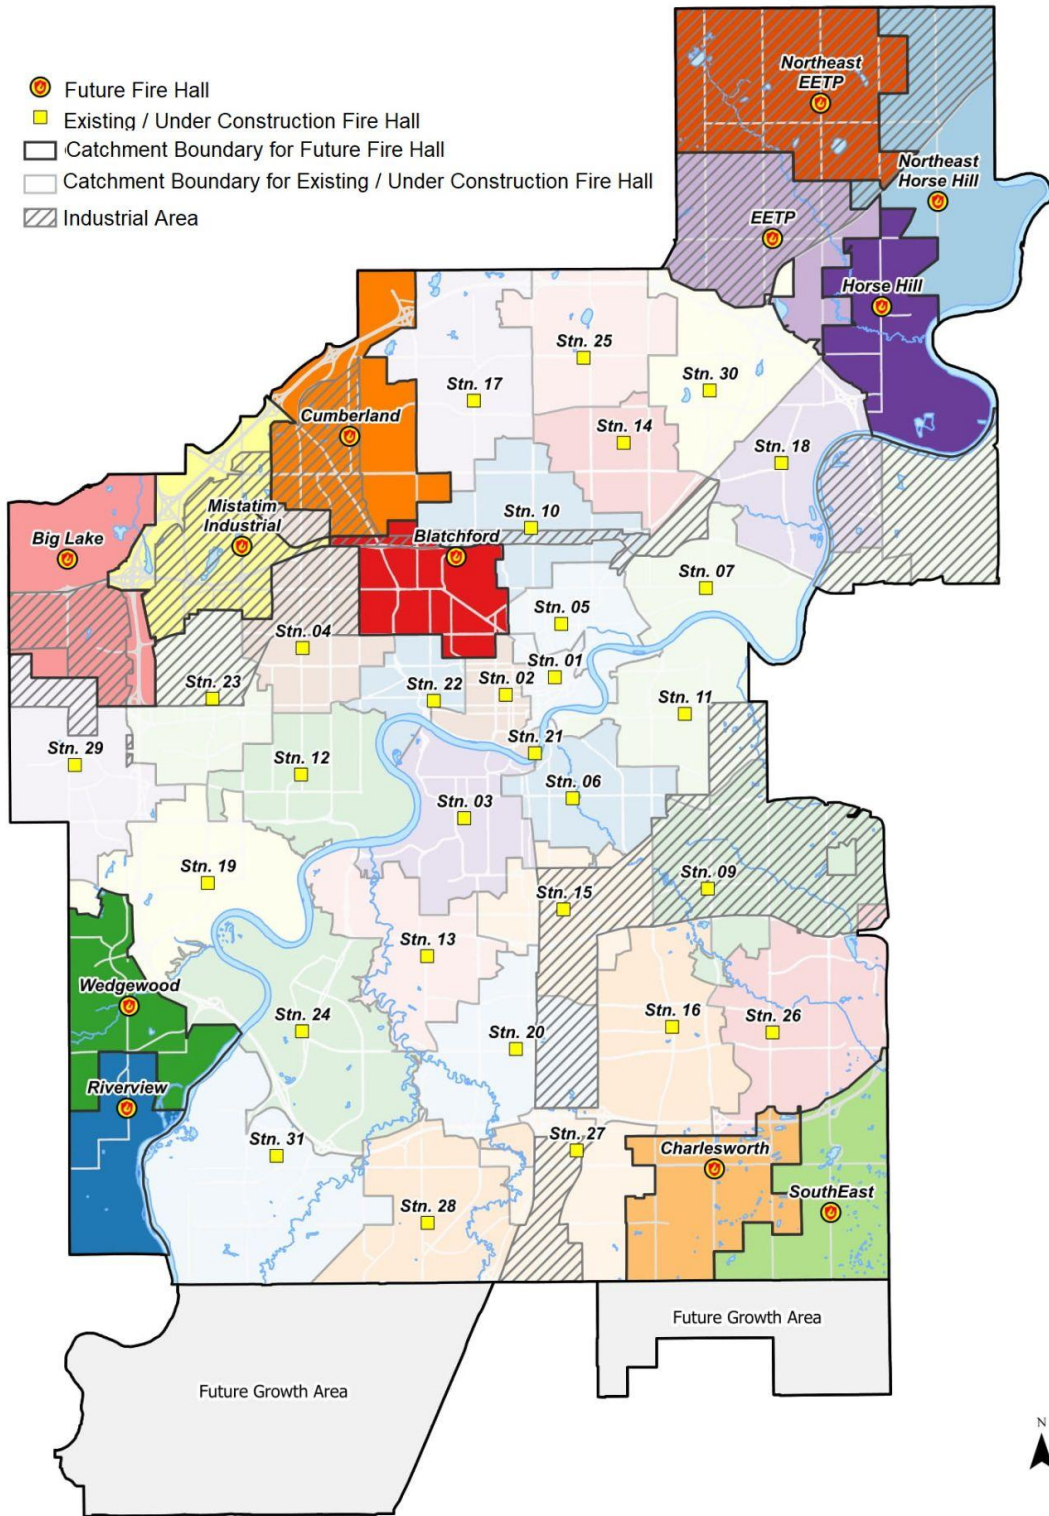 Future Fire Hall
Existing / Under Construction Fire Hall
Catchment Boundary for Future Fire Hall
Catchment Boundary for Existing / Under Construction Fire Hall
Industrial Area
Northeast
EETP
Northeast
Horse Hill
EETP
Horse Hill
Stn. 25
Stn. 17
Stn. 30
Cumberland
Stn. 14
Stn. 18
Mistatim
Industrial
Stn. 10
Big Lake
Blatchford
Stn. 07
Stn. 05
Stn. 04
Stn. 01
Stn. 23
Stn. 22
Stn. 02
Stn. 11
Stn. 29
Stn. 12
Stn. 21
Stn. 06
Stn. 03
Stn. 19
Stn. 09
Stn. 15
Stn. 13
Wedgewood
Stn. 24
Stn. 16
Stn. 26
Stn. 20
Riverview
Stn. 31
Stn. 27
Charlesworth
SouthEast
Stn. 28
Future Growth Area
Future Growth Area
N